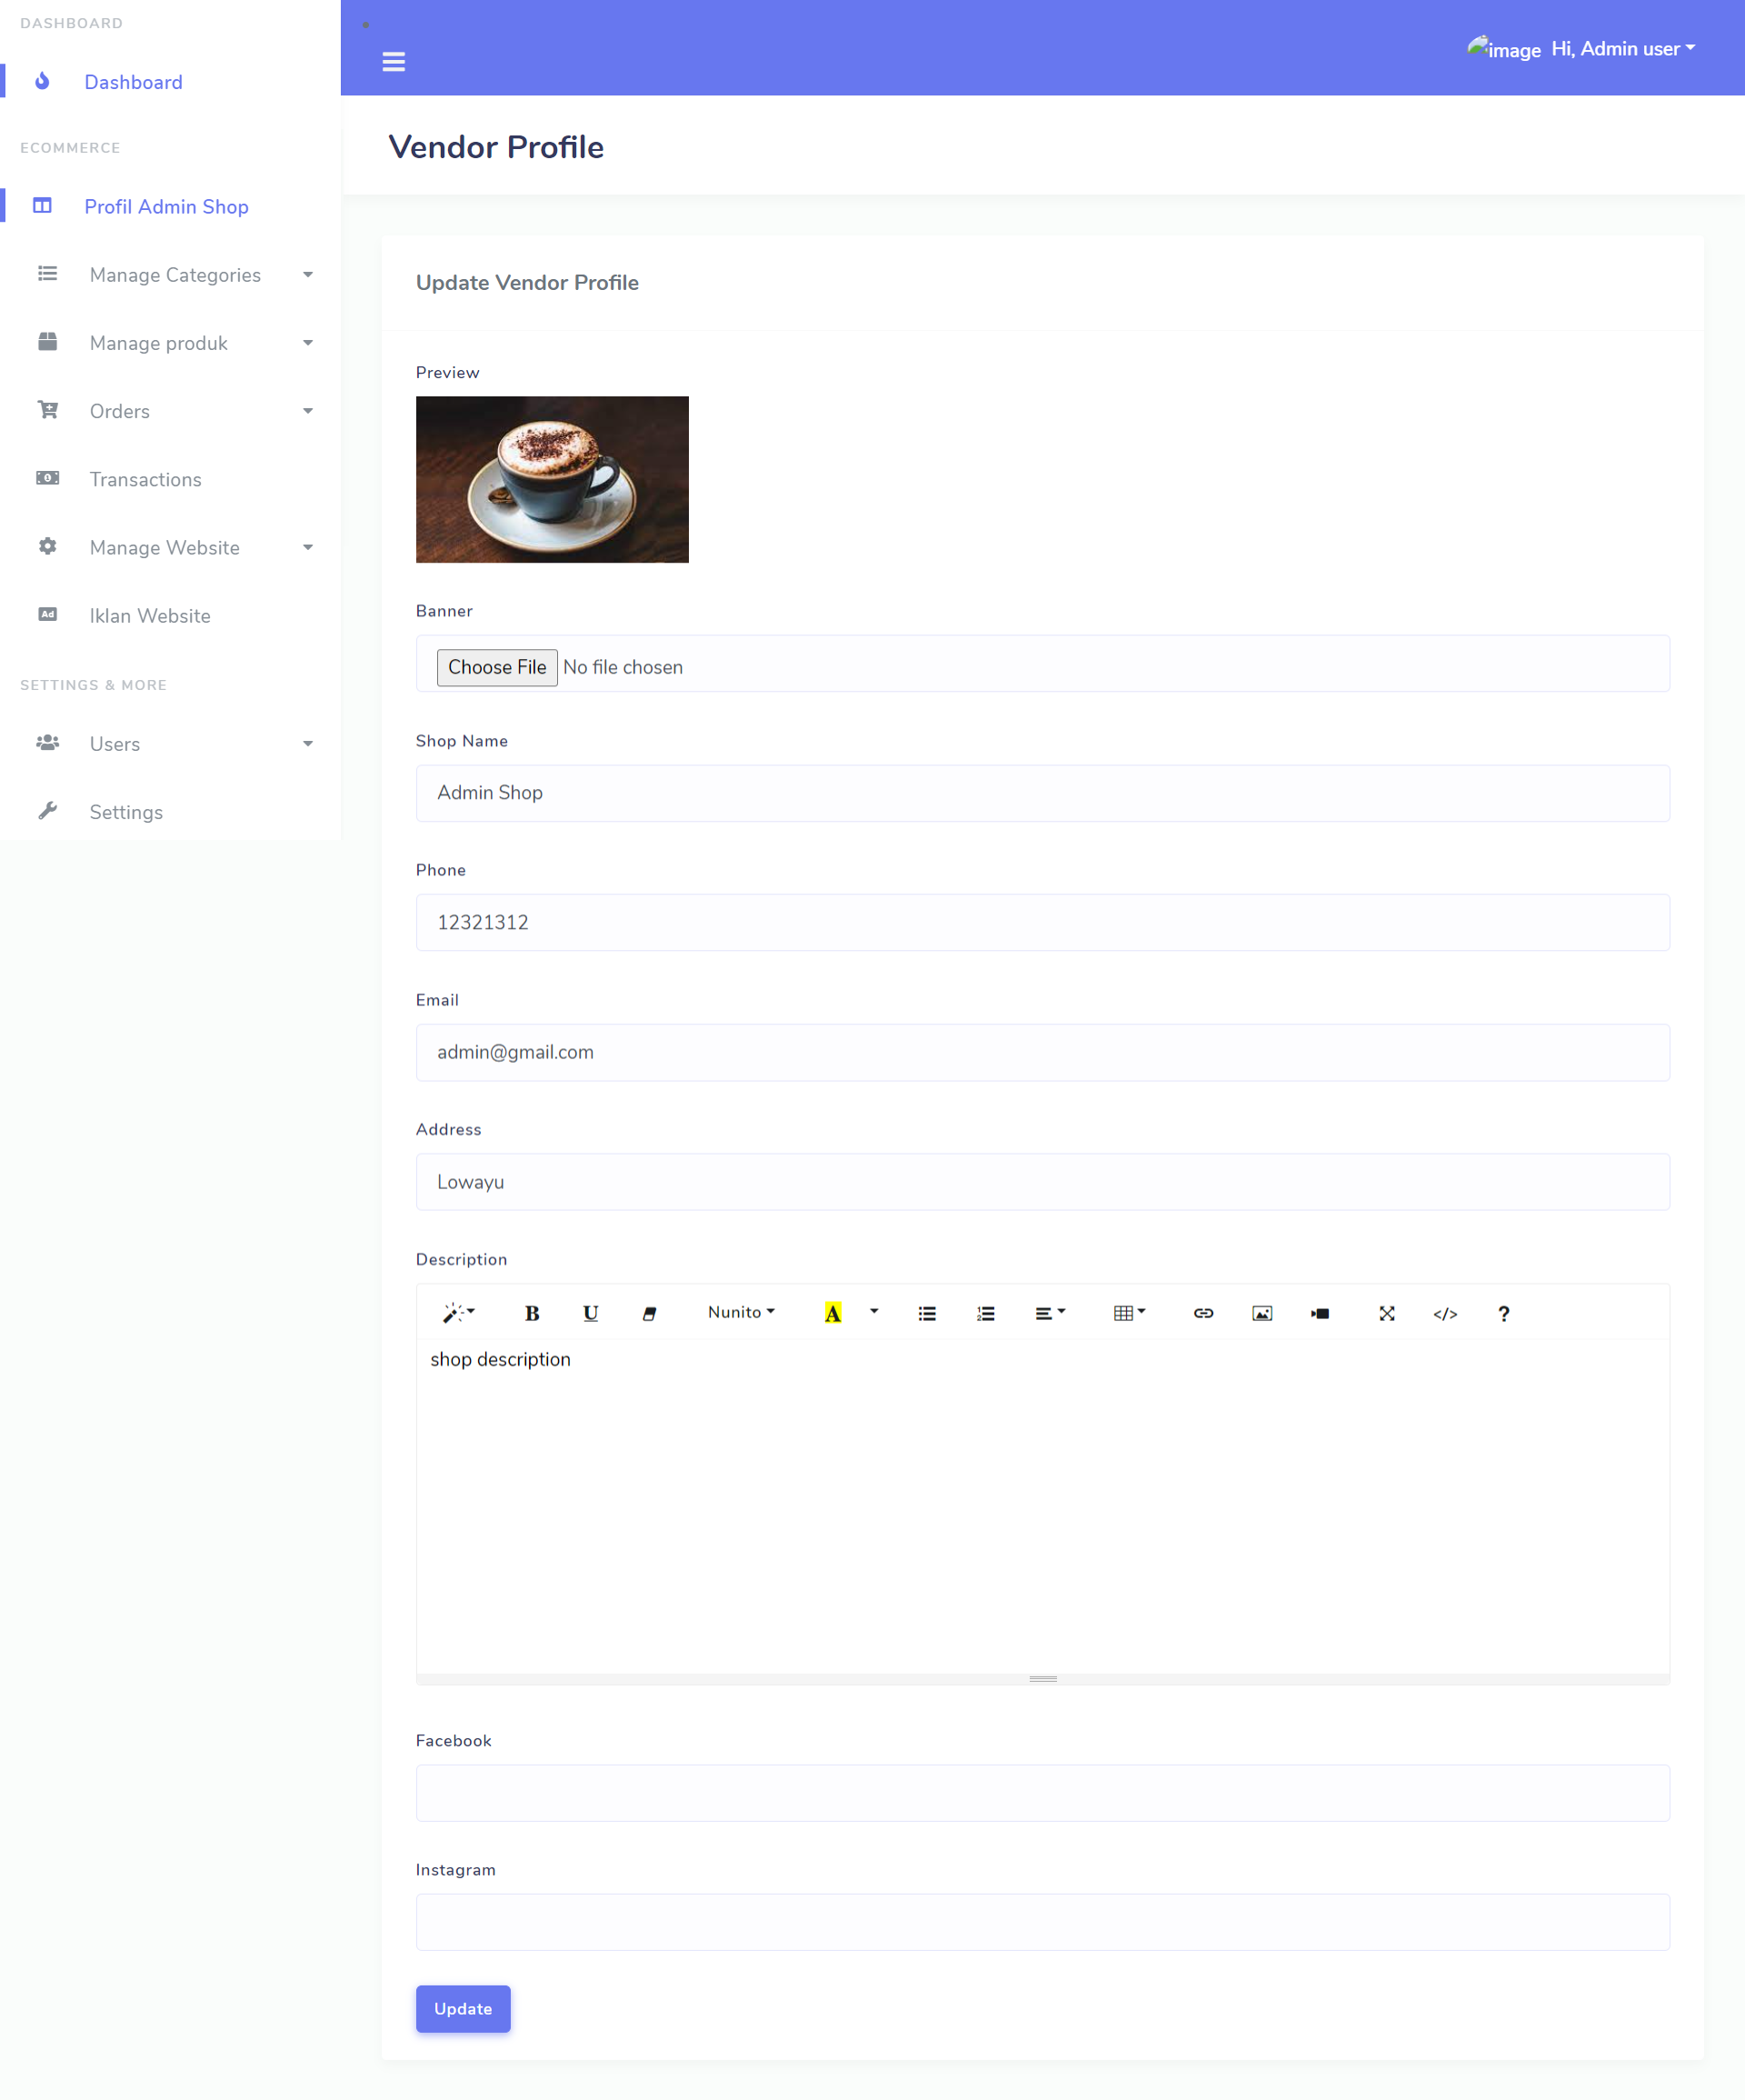 DASHBOARD
Dashboard
ECOMMERCE
Profil Admin Shop
Manage Categories
Manage produk
Orders
Transactions
Manage Website
Ad Iklan Website
SETTINGS & MORE
Users
Settings
image Hi, Admin user
Vendor Profile
Update Vendor Profile
Preview
Banner
Choose File No file chosen
Shop Name
Admin Shop
Phone
12321312
Email
admin@gmail.com
Address
Lowayu
Description
B U Nunito A </> ?
shop description
Facebook
Instagram
Update